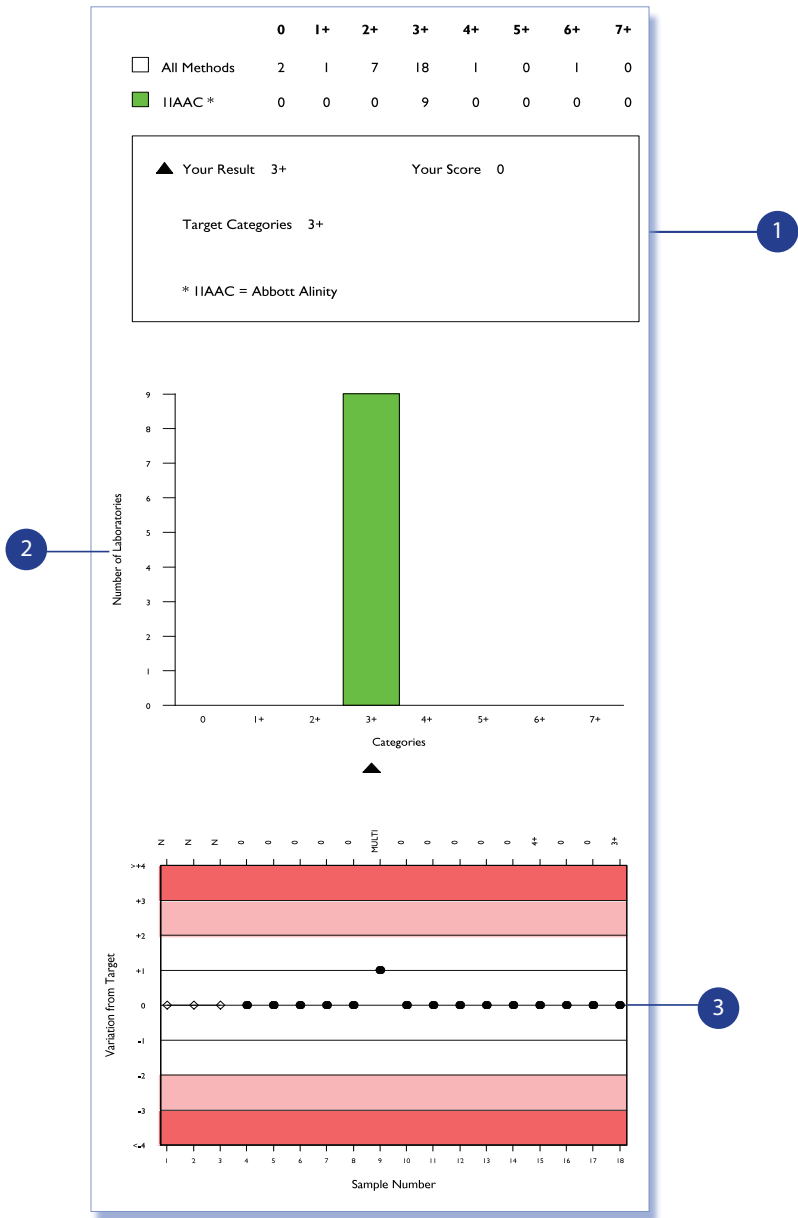 0 1+ 2+ 3+ 4+ 5+ 6+ 7+
All Methods 2 1 7 18 1 0 1 0
11AAC * 0 0 0 9 0 0 0 0
Your Result 3+ Your Score 0
Target Categories 3+
* 11AAC = Abbott Alinity
1
2
Number of Laboratories
9
8
7
6
5
4
3
2
1
0
0 1+ 2+ 3+ 4+ 5+ 6+ 7+
Categories
N N N 0 0 0 0 0 MULTI 0 0 0 0 0 4+ 0 0 3+
Variation from Target
>+4
+3
+2
+1
0
-1
-2
-3
<-4
3
1 2 3 4 5 6 7 8 9 10 11 12 13 14 15 16 17 18
Sample Number